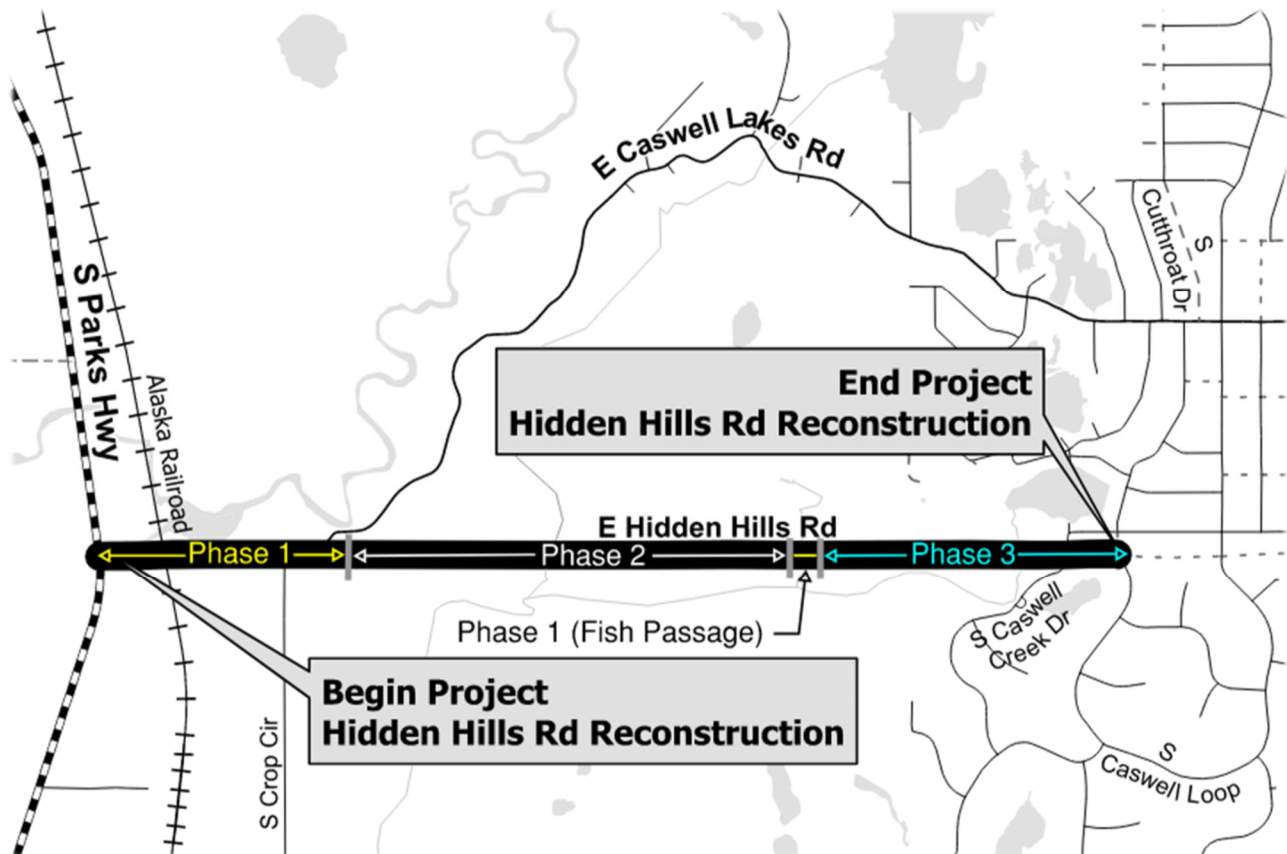 E Caswell Lakes Rd
S
Cutthroat Dr
S Parks Hwy
Alaska Railroad
End Project
Hidden Hills Rd Reconstruction
E Hidden Hills Rd
Phase 1
Phase 2
Phase 3
Phase 1 (Fish Passage)
S Caswell
Creek Dr
Begin Project
Hidden Hills Rd Reconstruction
S Crop Cir
S
Caswell Loop